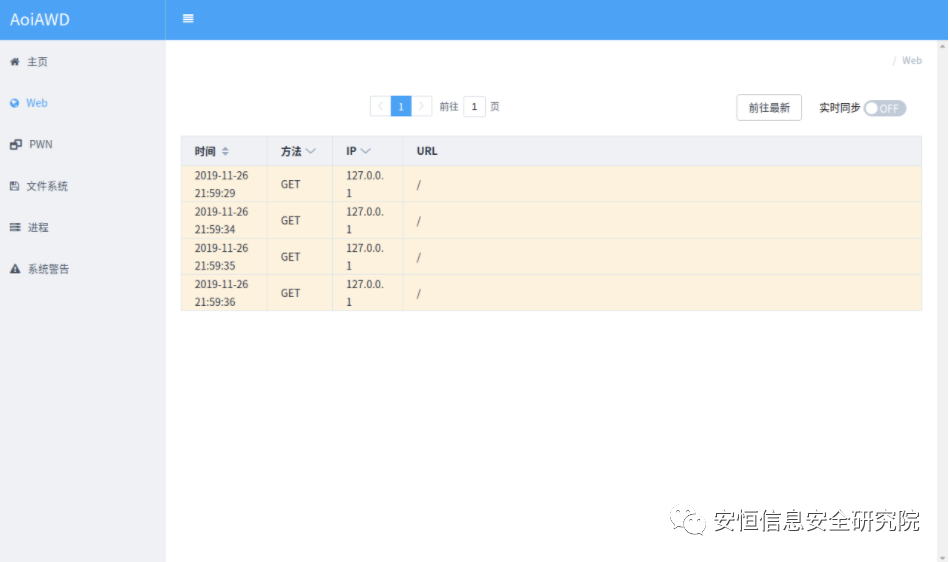 AoiAWD
主页
Web
PWN
文件系统
进程
系统警告
/ Web
1 前往 1 页
前往最新 实时同步 OFF
时间 方法 IP URL
2019-11-26
21:59:29 GET 127.0.0.
1 /
2019-11-26
21:59:34 GET 127.0.0.
1 /
2019-11-26
21:59:35 GET 127.0.0.
1 /
2019-11-26
21:59:36 GET 127.0.0.
1 /
安恒信息安全研究院